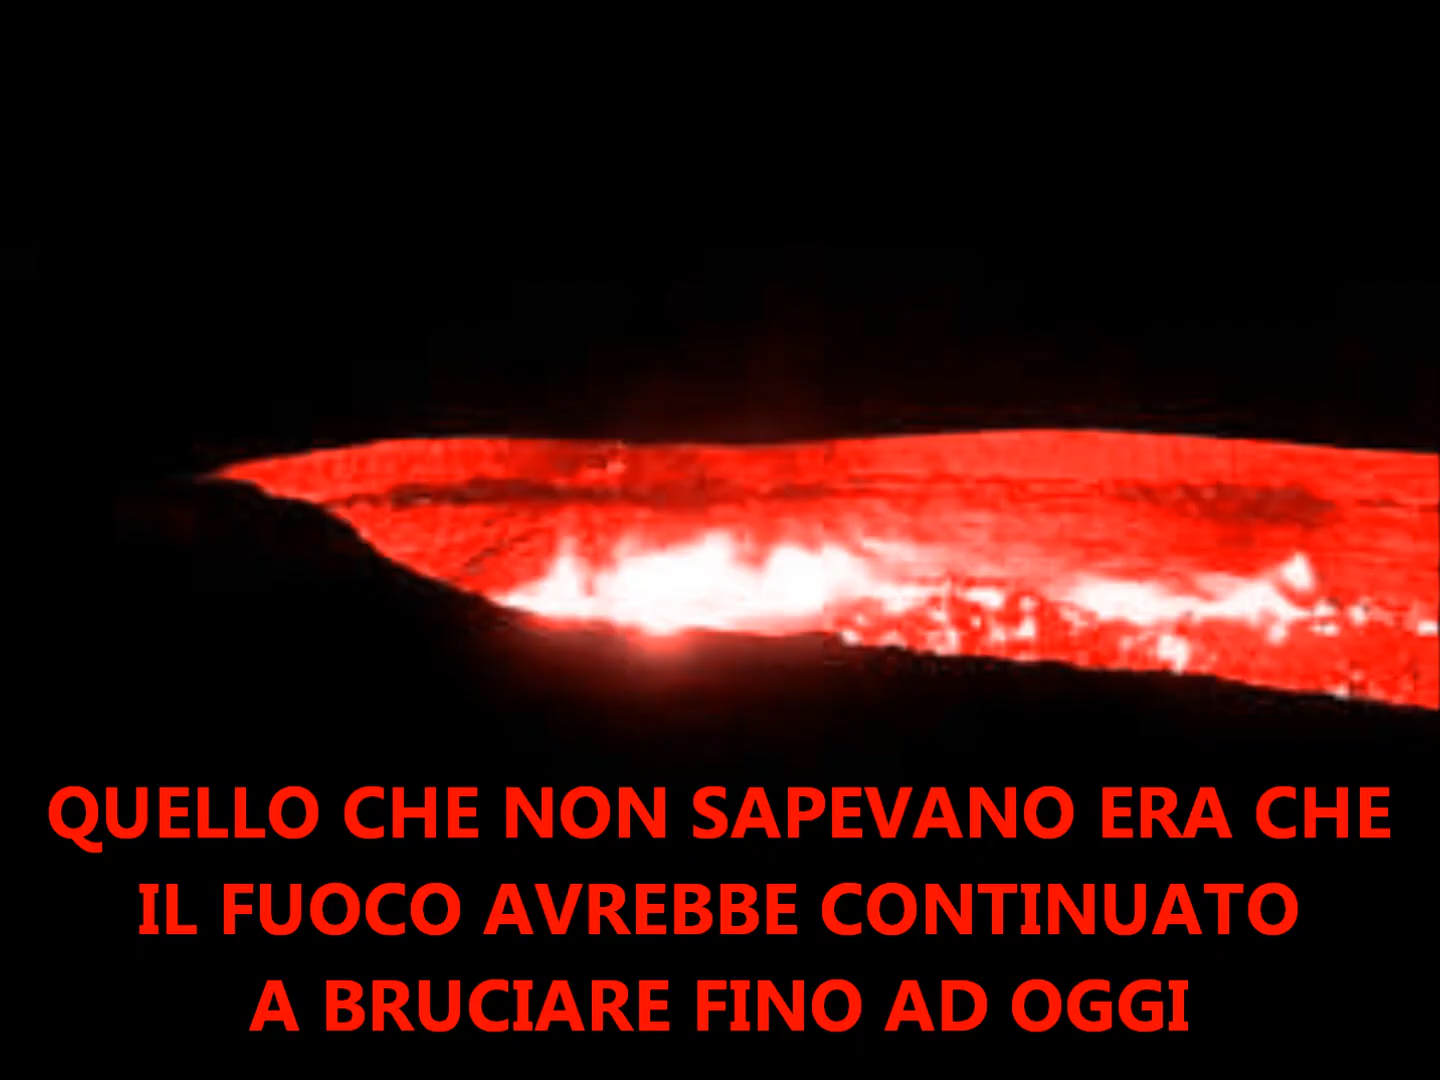 QUELLO CHE NON SAPEVANO ERA CHE
IL FUOCO AVREBBE CONTINUATO
A BRUCIARE FINO AD OGGI